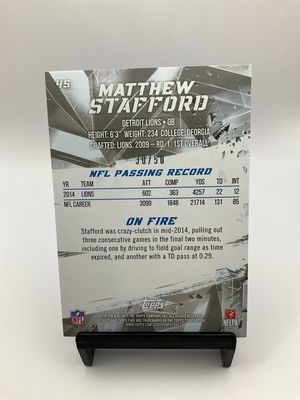 45
MATTHEW
STAFFORD
DETROIT LIONS • QB
HEIGHT: 6'3" WEIGHT: 234 COLLEGE: GEORGIA
DRAFTED: LIONS, 2009 – RD. 1, 1ST OVERALL
NFL PASSING RECORD
YR TEAM ATT COMP YDS TD INT
2014 LIONS 602 363 4257 22 12
NFL CAREER 3099 1848 21714 131 85
ON FIRE
Stafford was crazy-clutch in mid-2014, pulling out
three consecutive games in the final two minutes,
including one by driving to field goal range as time
expired, and another with a TD pass at 0:29.
Topps
NFL
NFLPA